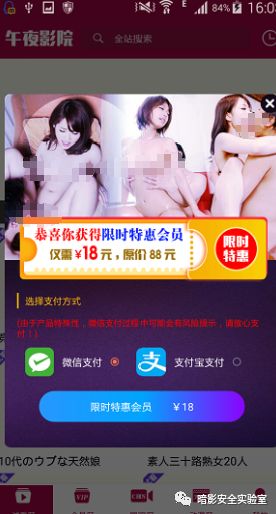 84% 16:03
午夜影院
全站搜索
恭喜你获得限时特惠会员
仅需¥18元，原价88元
限时
特惠
选择支付方式
(由于产品特殊性，微信支付过程中可能会有风险提示，请放心支
付！)
微信支付
支付宝支付
限时特惠会员 ¥18
10代のウブな天然娘
素人三十路熟女20人
VIP
CHN
暗影安全实验室